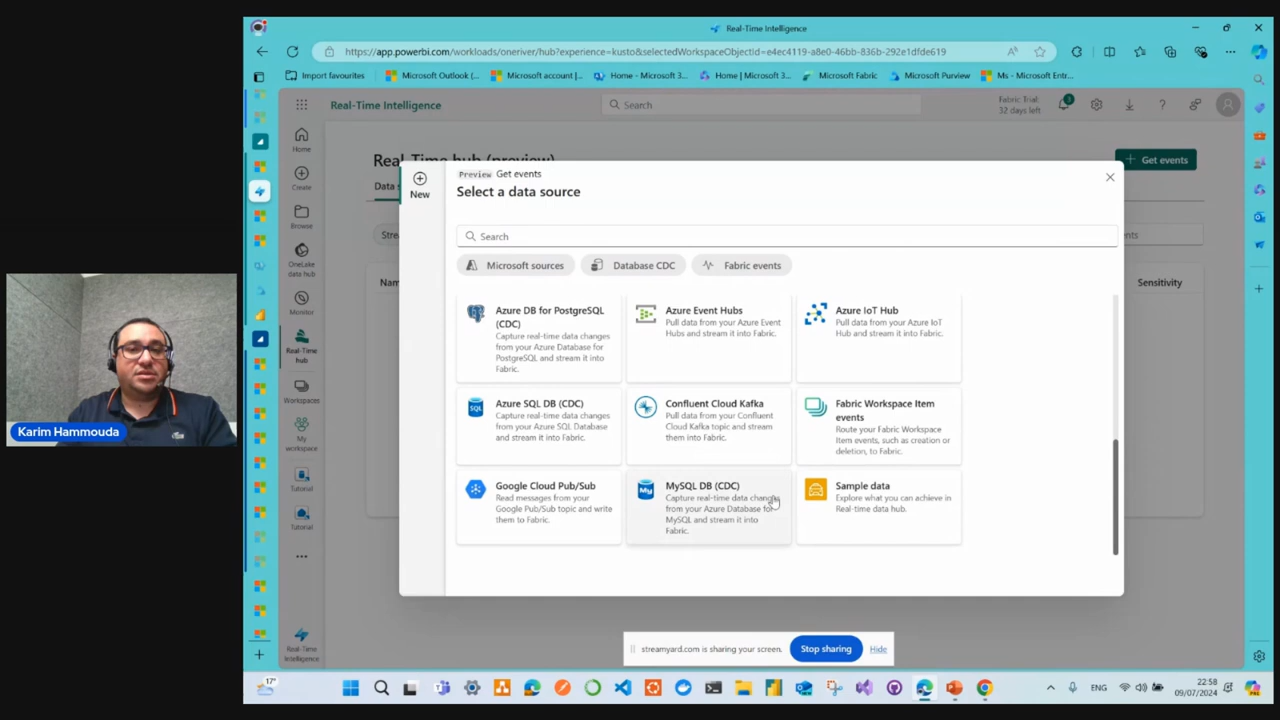 Real-Time Intelligence
https://app.powerbi.com/workloads/oneriver/hub?experience=kusto&selectedWorkspaceObjectid=e4ec4119-a8e0-46bb-836b-292e1dfde619
Import favourites
Microsoft Outlook (...
Microsoft account |...
Home - Microsoft 3...
Home | Microsoft 3...
Microsoft Fabric
Microsoft Purview
Ms - Microsoft Entr...
Real-Time Intelligence
Search
Fabric Trial:
32 days left
3
?
Home
Create
Browse
OneLake
data hub
Monitor
Real-Time
hub
Workspaces
My
workspace
Tutorial
Tutorial
Real-Time
Intelligence
Real-Time hub (preview)
Get events
Data s
Nam
Sensitivity
New
Preview Get events
Select a data source
Search
Microsoft sources
Database CDC
Fabric events
Azure DB for PostgreSQL
(CDC)
Capture real-time data changes
from your Azure Database for
PostgreSQL and stream it into
Fabric.
Azure Event Hubs
Pull data from your Azure Event
Hubs and stream it into Fabric.
Azure IoT Hub
Pull data from your Azure IoT
Hub and stream it into Fabric.
Azure SQL DB (CDC)
Capture real-time data changes
from your Azure SQL Database
and stream it into Fabric.
Confluent Cloud Kafka
Pull data from your Confluent
Cloud Kafka topic and stream
them into Fabric.
Fabric Workspace Item
events
Route your Fabric Workspace
Item events, such as creation or
deletion, to Fabric.
Google Cloud Pub/Sub
Read messages from your
Google Pub/Sub topic and write
them to Fabric.
MySQL DB (CDC)
Capture real-time data changes
from your Azure Database for
MySQL and stream it into
Fabric.
Sample data
Explore what you can achieve in
Real-time data hub.
Karim Hammouda
streamyard.com is sharing your screen.
Stop sharing
Hide
17°
ENG
22:58
09/07/2024